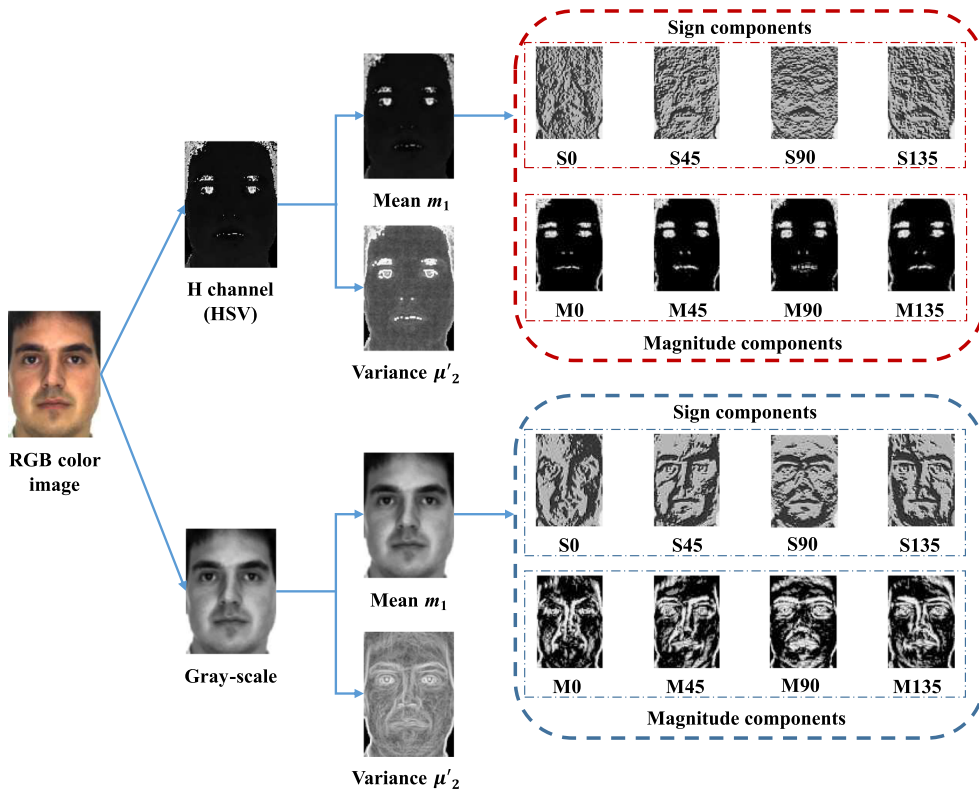 Sign components
S0 S45 S90 S135
M0 M45 M90 M135
Magnitude components
Mean m₁
H channel
(HSV)
Variance μ′₂
RGB color
image
Sign components
S0 S45 S90 S135
M0 M45 M90 M135
Magnitude components
Mean m₁
Gray-scale
Variance μ′₂